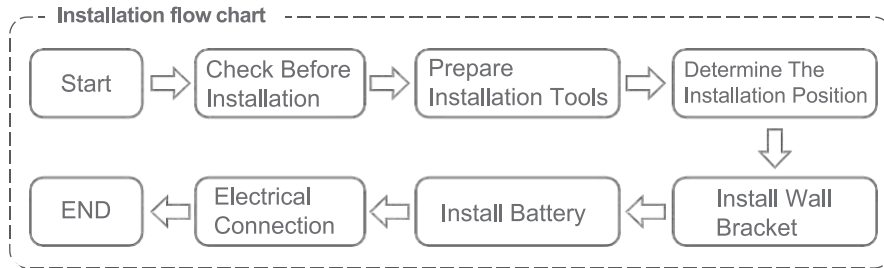 Installation flow chart
Start
Check Before
Installation
Prepare
Installation Tools
Determine The
Installation Position
Install Wall
Bracket
Install Battery
Electrical
Connection
END